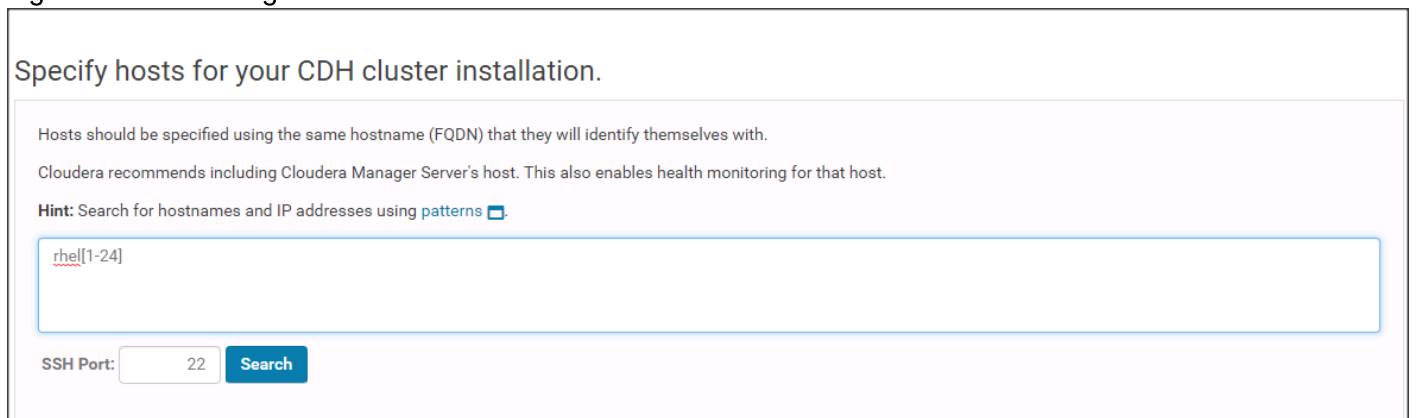 Specify hosts for your CDH cluster installation.
Hosts should be specified using the same hostname (FQDN) that they will identify themselves with.
Cloudera recommends including Cloudera Manager Server's host. This also enables health monitoring for that host.
Hint: Search for hostnames and IP addresses using patterns.
rhel[1-24]
SSH Port: 22 Search